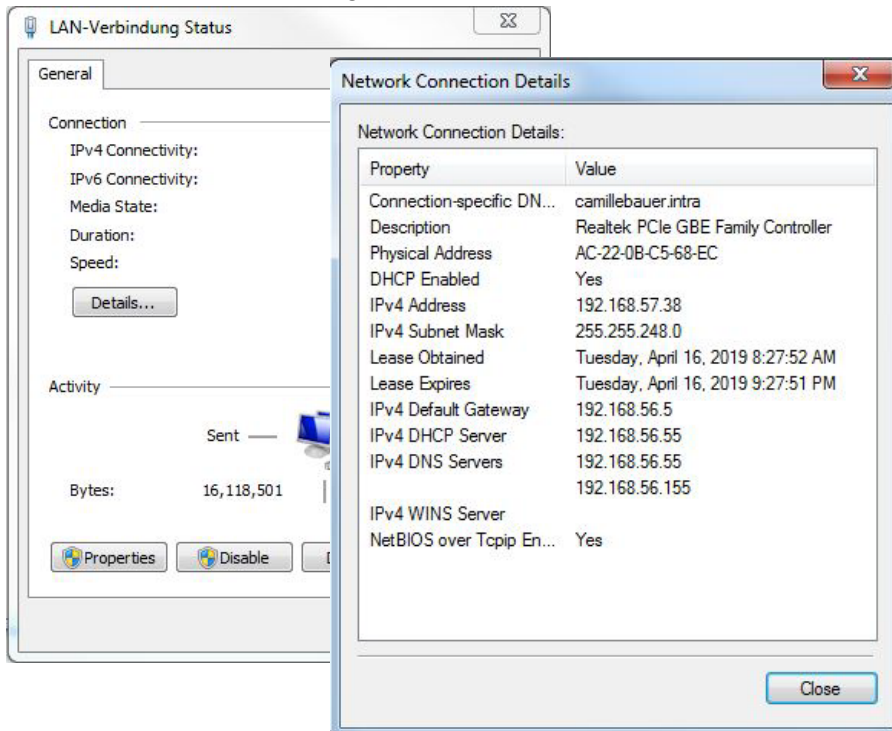 LAN-Verbindung Status
General
Connection
IPv4 Connectivity:
IPv6 Connectivity:
Media State:
Duration:
Speed:
Details...
Activity
Sent
Bytes: 16,118,501
Properties Disable
Network Connection Details
Network Connection Details:
Property Value
Connection-specific DN... camillebauer.intra
Description Realtek PCIe GBE Family Controller
Physical Address AC-22-0B-C5-68-EC
DHCP Enabled Yes
IPv4 Address 192.168.57.38
IPv4 Subnet Mask 255.255.248.0
Lease Obtained Tuesday, April 16, 2019 8:27:52 AM
Lease Expires Tuesday, April 16, 2019 9:27:51 PM
IPv4 Default Gateway 192.168.56.5
IPv4 DHCP Server 192.168.56.55
IPv4 DNS Servers 192.168.56.55
192.168.56.155
IPv4 WINS Server
NetBIOS over Tcpip En... Yes
Close